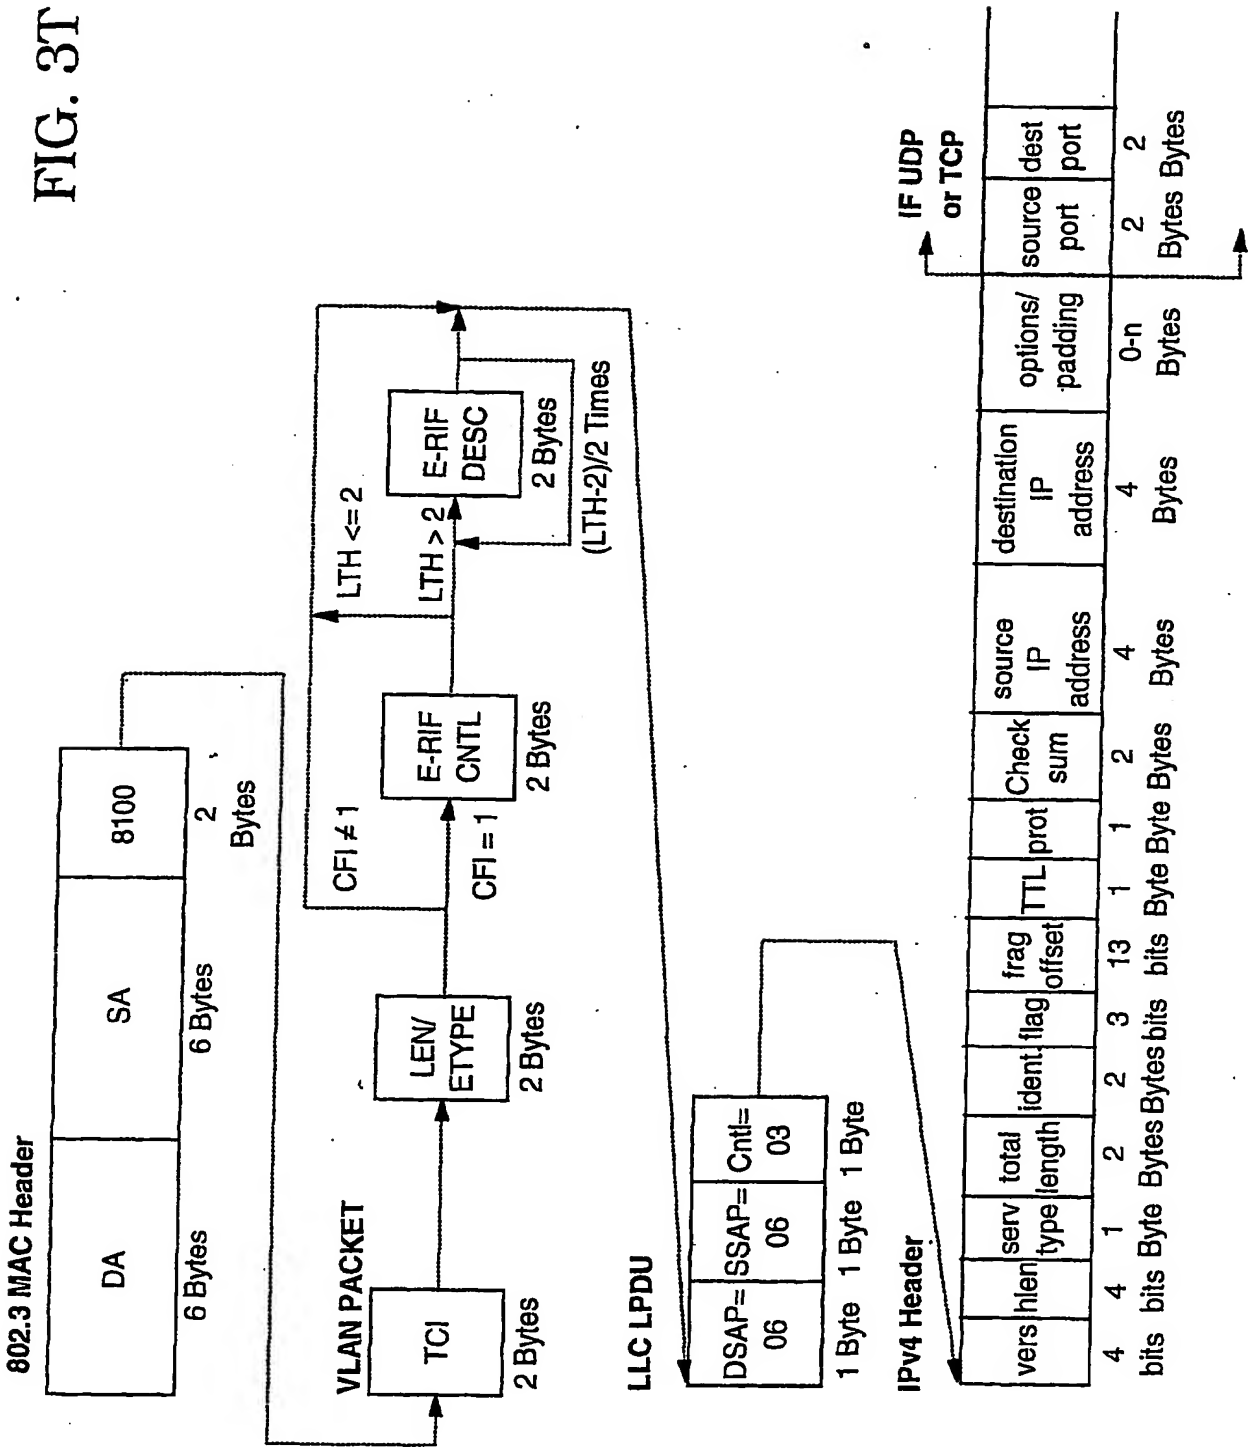 FIG. 3T
802.3 MAC Header
DA
SA
8100
6 Bytes
6 Bytes
2
Bytes
VLAN PACKET
TCI
2 Bytes
LEN/
ETYPE
2 Bytes
CFI ≠ 1
CFI = 1
E-RIF
CNTL
2 Bytes
LTH <= 2
LTH > 2
E-RIF
DESC
2 Bytes
(LTH-2)/2 Times
LLC LPDU
DSAP=
06
SSAP=
06
Cntl=
03
1 Byte
1 Byte
1 Byte
IPv4 Header
IF UDP
or TCP
vers
hlen
serv
type
total
length
ident.
flag
frag
offset
TTL
prot
Check
sum
source
IP
address
destination
IP
address
options/
padding
source
port
dest
port
4
bits
4
bits
1
Byte
2
Bytes
2
Bytes
3
bits
13
bits
1
Byte
1
Byte
2
Bytes
4
Bytes
4
Bytes
0-n
Bytes
2
Bytes
2
Bytes